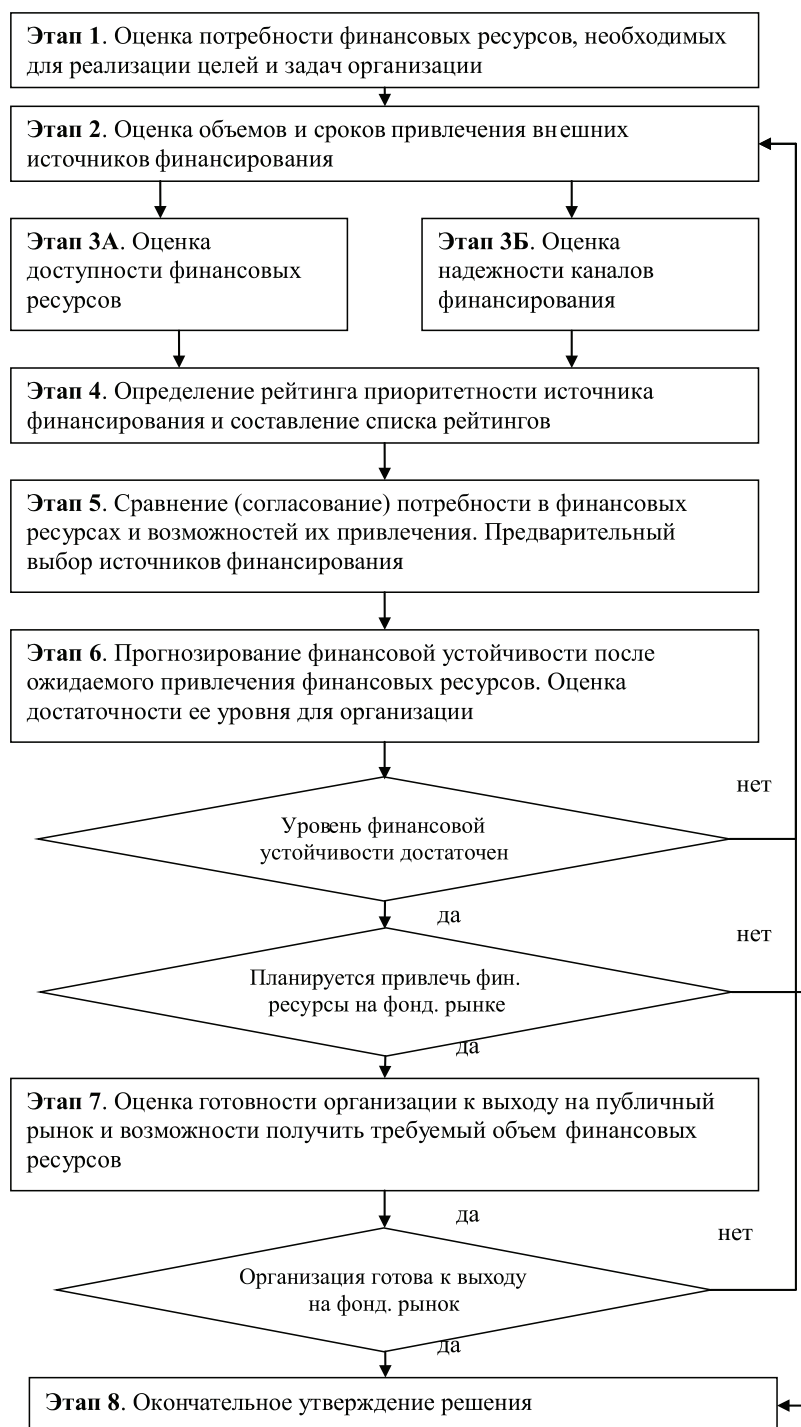 Этап 1. Оценка потребности финансовых ресурсов, необходимых
для реализации целей и задач организации
Этап 2. Оценка объемов и сроков привлечения внешних
источников финансирования
Этап 3А. Оценка
доступности финансовых
ресурсов
Этап 3Б. Оценка
надежности каналов
финансирования
Этап 4. Определение рейтинга приоритетности источника
финансирования и составление списка рейтингов
Этап 5. Сравнение (согласование) потребности в финансовых
ресурсах и возможностей их привлечения. Предварительный
выбор источников финансирования
Этап 6. Прогнозирование финансовой устойчивости после
ожидаемого привлечения финансовых ресурсов. Оценка
достаточности ее уровня для организации
нет
Уровень финансовой
устойчивости достаточен
да
нет
Планируется привлечь фин.
ресурсы на фонд. рынке
да
Этап 7. Оценка готовности организации к выходу на публичный
рынок и возможности получить требуемый объем финансовых
ресурсов
да
нет
Организация готова к выходу
на фонд. рынок
да
Этап 8. Окончательное утверждение решения